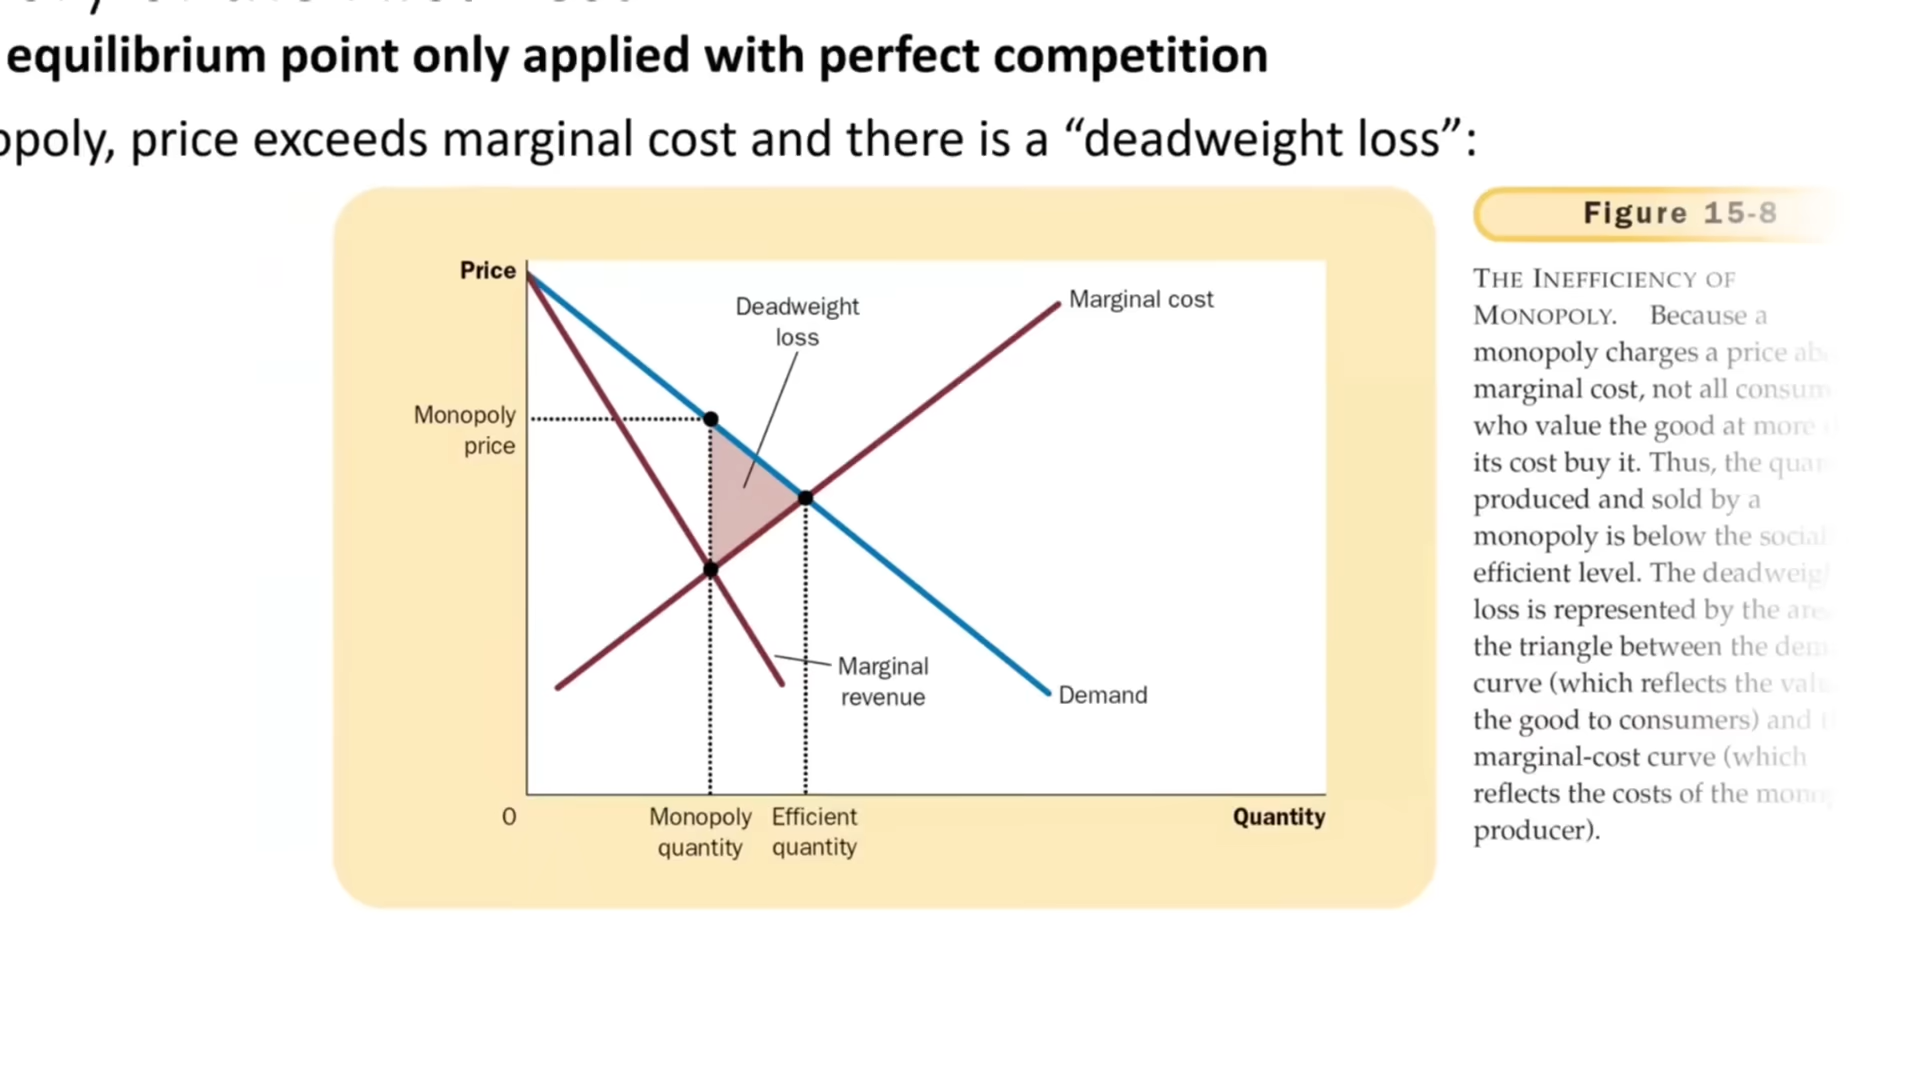 equilibrium point only applied with perfect competition
price exceeds marginal cost and there is a “deadweight loss”:
Figure 15-8
Price
Deadweight
loss
Marginal cost
Monopoly
price
Marginal
revenue
Demand
0
Monopoly
quantity
Efficient
quantity
Quantity
THE INEFFICIENCY OF
MONOPOLY. Because a
monopoly charges a price
marginal cost, not all
who value the good at more
its cost buy it. Thus, the
produced and sold by a
monopoly is below the
efficient level. The
loss is represented by the
the triangle between the
curve (which reflects the
the good to consumers) and
marginal-cost curve (which
reflects the costs of the
producer).